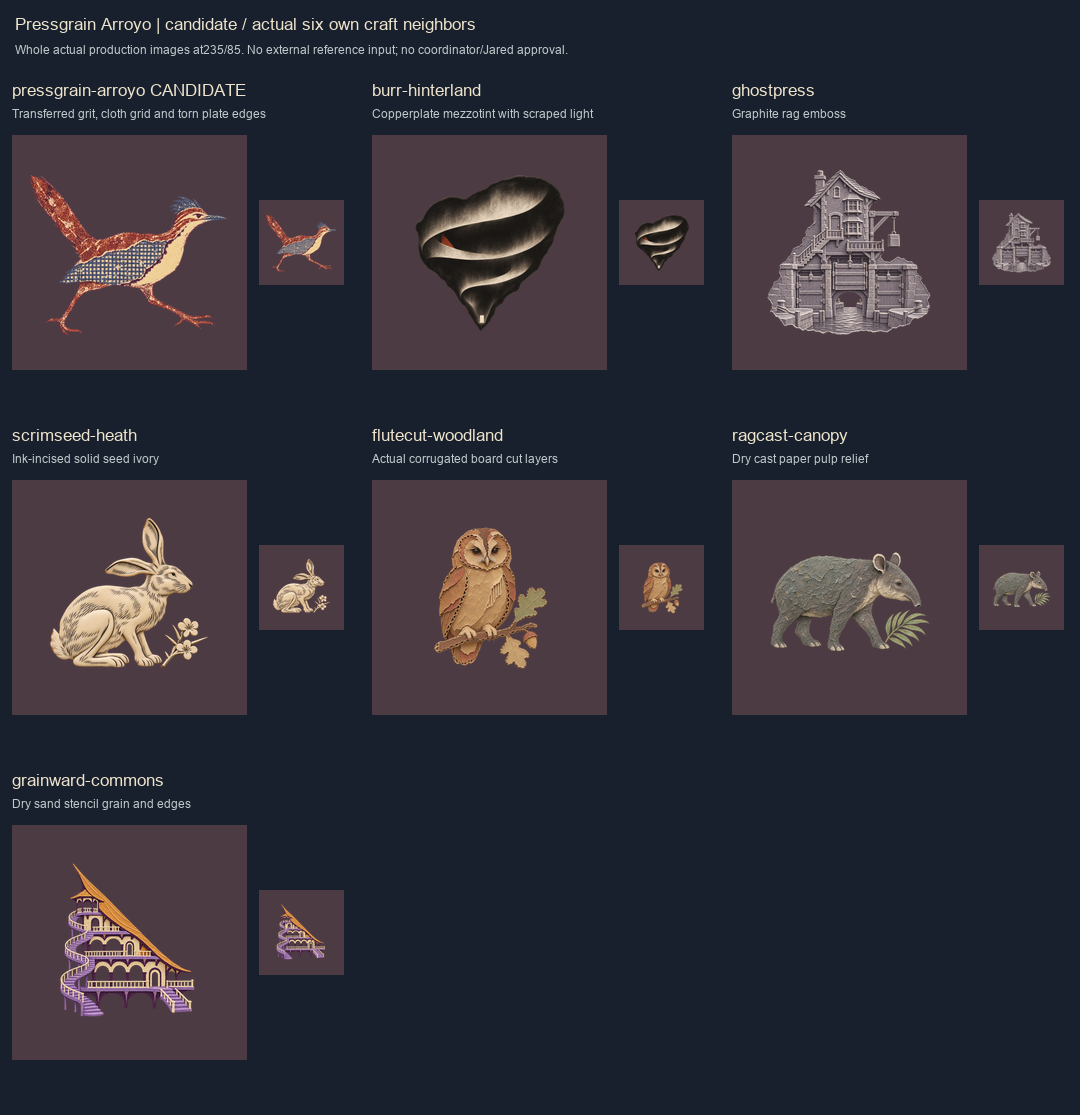 Pressgrain Arroyo | candidate / actual six own craft neighbors
Whole actual production images at235/85. No external reference input; no coordinator/Jared approval.
pressgrain-arroyo CANDIDATE
Transferred grit, cloth grid and torn plate edges
burr-hinterland
Copperplate mezzotint with scraped light
ghostpress
Graphite rag emboss
scrimseed-heath
Ink-incised solid seed ivory
flutecut-woodland
Actual corrugated board cut layers
ragcast-canopy
Dry cast paper pulp relief
grainward-commons
Dry sand stencil grain and edges